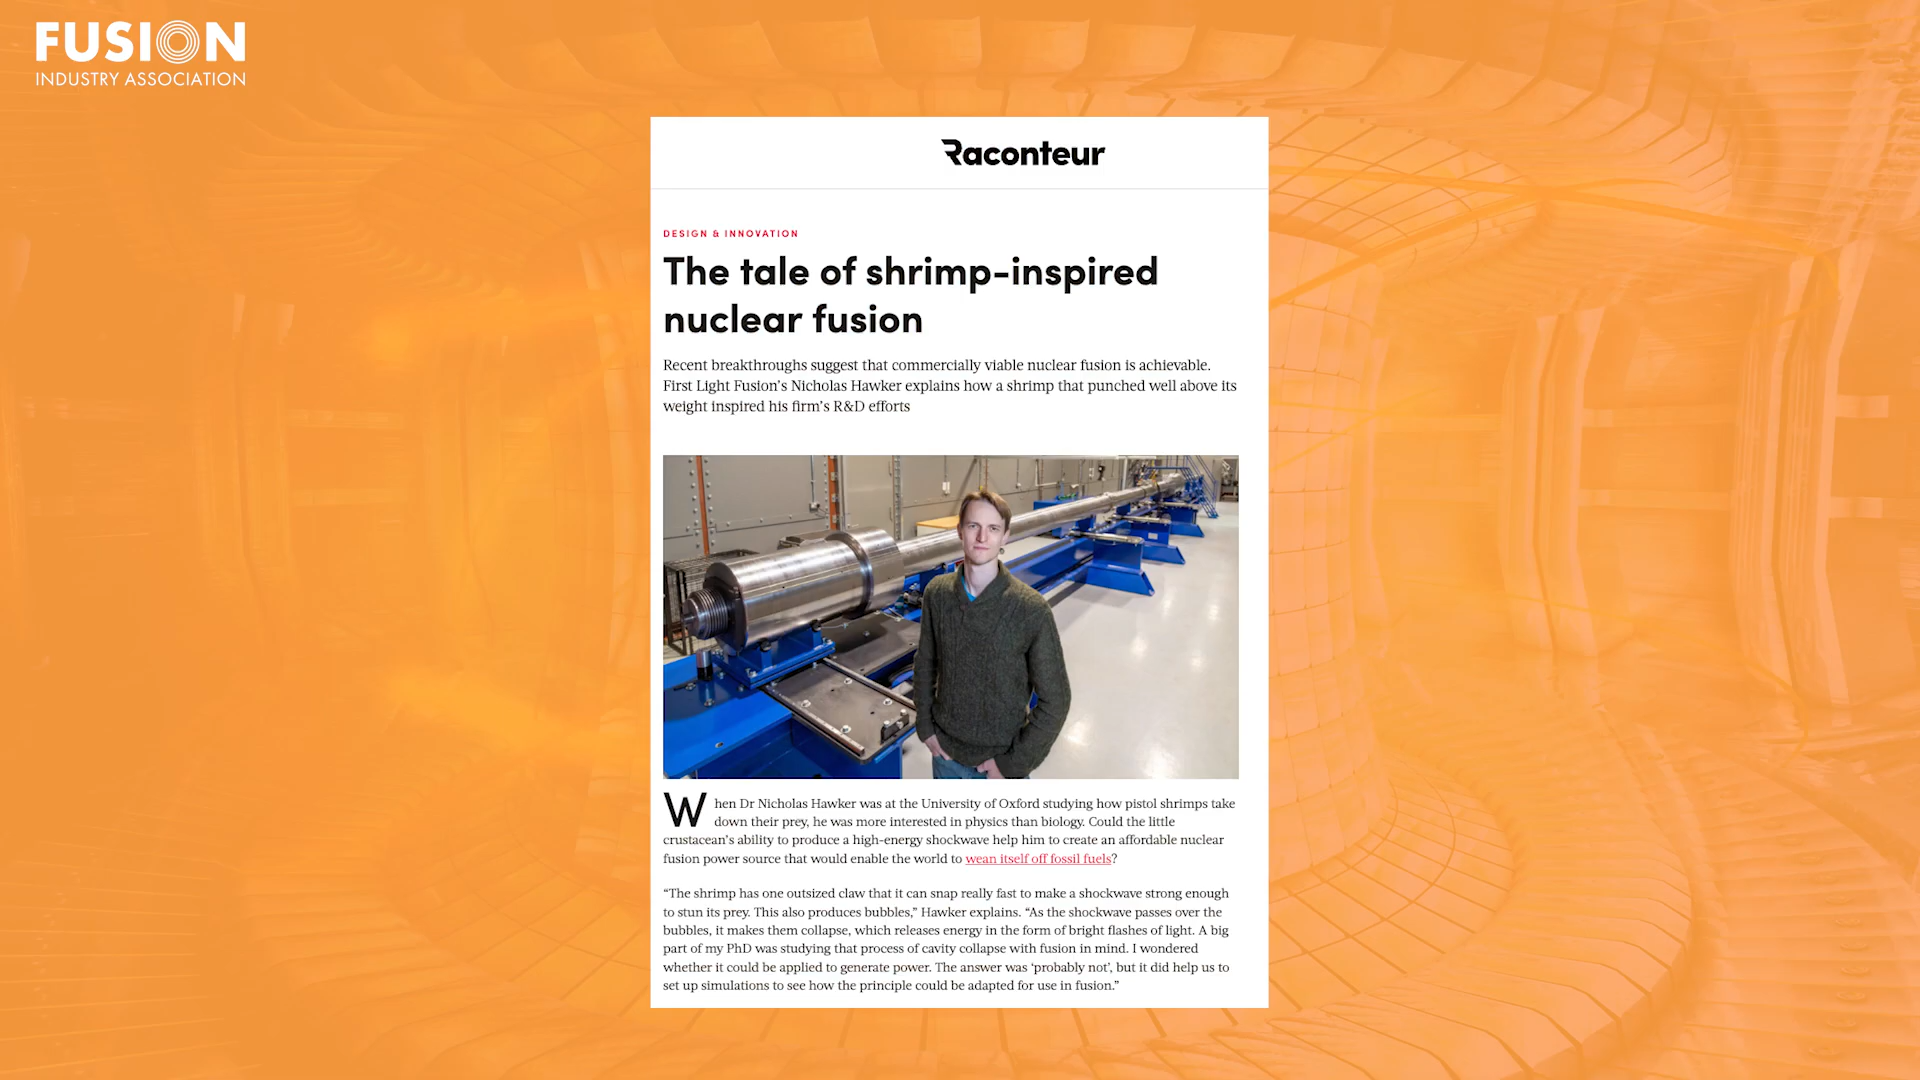 FUSION
INDUSTRY ASSOCIATION
Raconteur
DESIGN & INNOVATION
The tale of shrimp-inspired
nuclear fusion
Recent breakthroughs suggest that commercially viable nuclear fusion is achievable.
First Light Fusion’s Nicholas Hawker explains how a shrimp that punched well above its
weight inspired his firm’s R&D efforts
When Dr Nicholas Hawker was at the University of Oxford studying how pistol shrimps take
down their prey, he was more interested in physics than biology. Could the little
crustacean’s ability to produce a high-energy shockwave help him to create an affordable nuclear
fusion power source that would enable the world to wean itself off fossil fuels?
“The shrimp has one outsized claw that it can snap really fast to make a shockwave strong enough
to stun its prey. This also produces bubbles,” Hawker explains. “As the shockwave passes over the
bubbles, it makes them collapse, which releases energy in the form of bright flashes of light. A big
part of my PhD was studying that process of cavity collapse with fusion in mind. I wondered
whether it could be applied to generate power. The answer was ‘probably not’, but it did help us to
set up simulations to see how the principle could be adapted for use in fusion.”